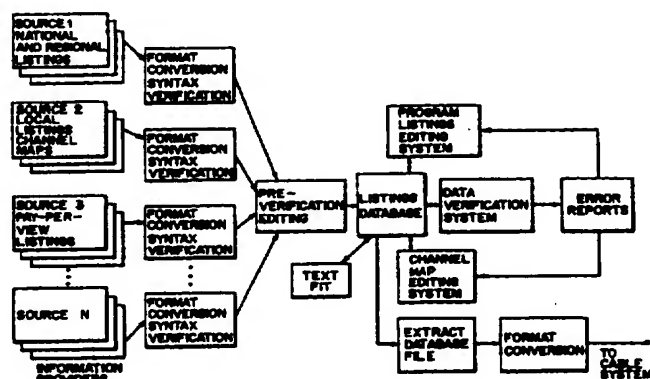 SOURCE 1
NATIONAL
AND REGIONAL
LISTINGS
FORMAT
CONVERSION
SYNTAX
VERIFICATION
SOURCE 2
LOCAL
LISTINGS
CHANNEL
MAPS
FORMAT
CONVERSION
SYNTAX
VERIFICATION
SOURCE 3
PAY-PER-
VIEW
LISTINGS
FORMAT
CONVERSION
SYNTAX
VERIFICATION
SOURCE N
FORMAT
CONVERSION
SYNTAX
VERIFICATION
INFORMATION
PROVIDERS
PRE-
VERIFICATION
EDITING
LISTINGS
DATABASE
PROGRAM
LISTINGS
EDITING
SYSTEM
DATA
VERIFICATION
SYSTEM
ERROR
REPORTS
TEXT
FIT
CHANNEL
MAP
EDITING
SYSTEM
EXTRACT
DATABASE
FILE
FORMAT
CONVERSION
TO
CABLE
SYSTEM